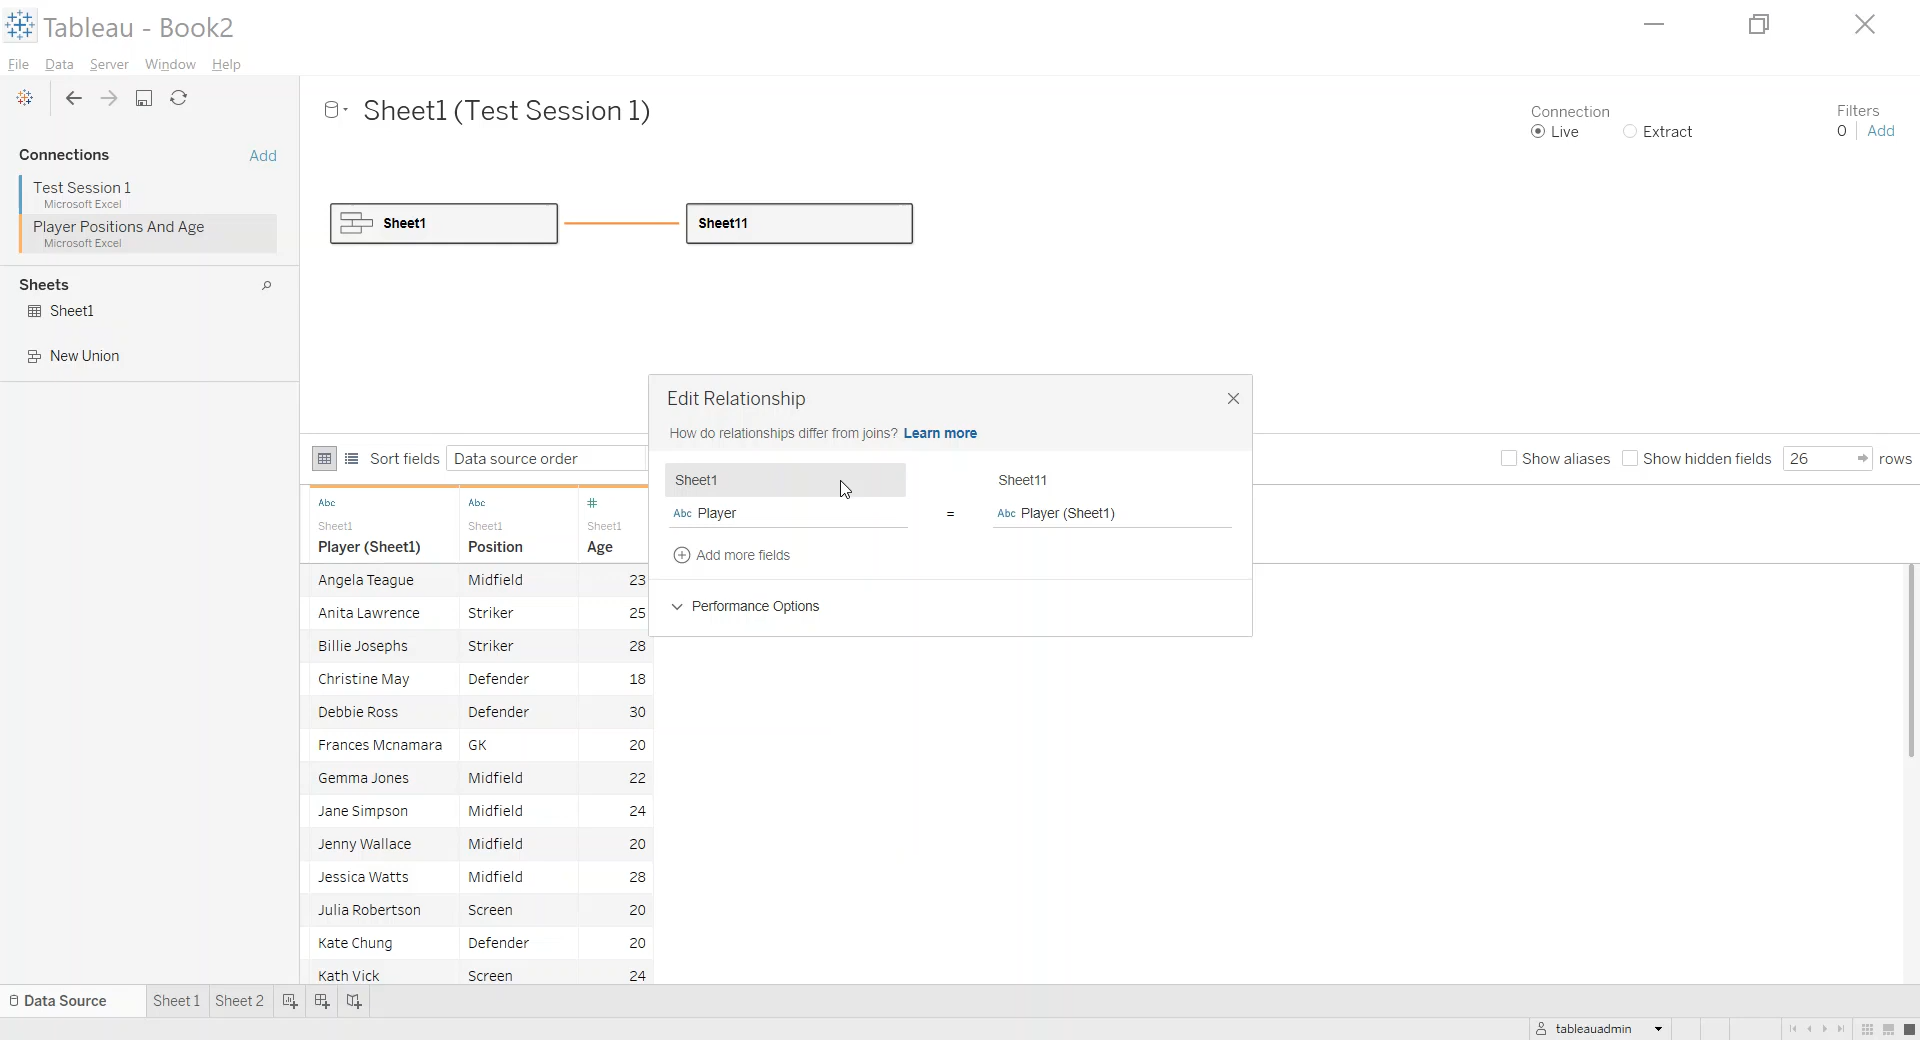 Tableau - Book2
File Data Server Window Help
Sheet1 (Test Session 1)
Connection
Live Extract
Filters
0 Add
Connections Add
Test Session 1
Microsoft Excel
Player Positions And Age
Microsoft Excel
Sheets
Sheet1
New Union
Sheet1
Sheet11
Edit Relationship
How do relationships differ from joins? Learn more
Sheet1 Sheet11
Abc Player = Abc Player (Sheet1)
Add more fields
Performance Options
Sort fields Data source order
Show aliases Show hidden fields 26 rows
Abc Abc #
Sheet1 Sheet1 Sheet1
Player (Sheet1) Position Age
Angela Teague Midfield 23
Anita Lawrence Striker 25
Billie Josephs Striker 28
Christine May Defender 18
Debbie Ross Defender 30
Frances Mcnamara GK 20
Gemma Jones Midfield 22
Jane Simpson Midfield 24
Jenny Wallace Midfield 20
Jessica Watts Midfield 28
Julia Robertson Screen 20
Kate Chung Defender 20
Kath Vick Screen 24
Data Source Sheet 1 Sheet 2
tableauadmin